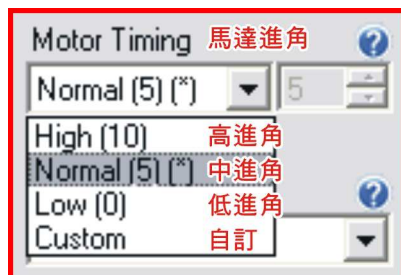 Motor Timing 馬達進角 ?
Normal (5) (*) 5
High (10) 高進角
Normal (5) (*) 中進角
Low (0) 低進角 ?
Custom 自訂